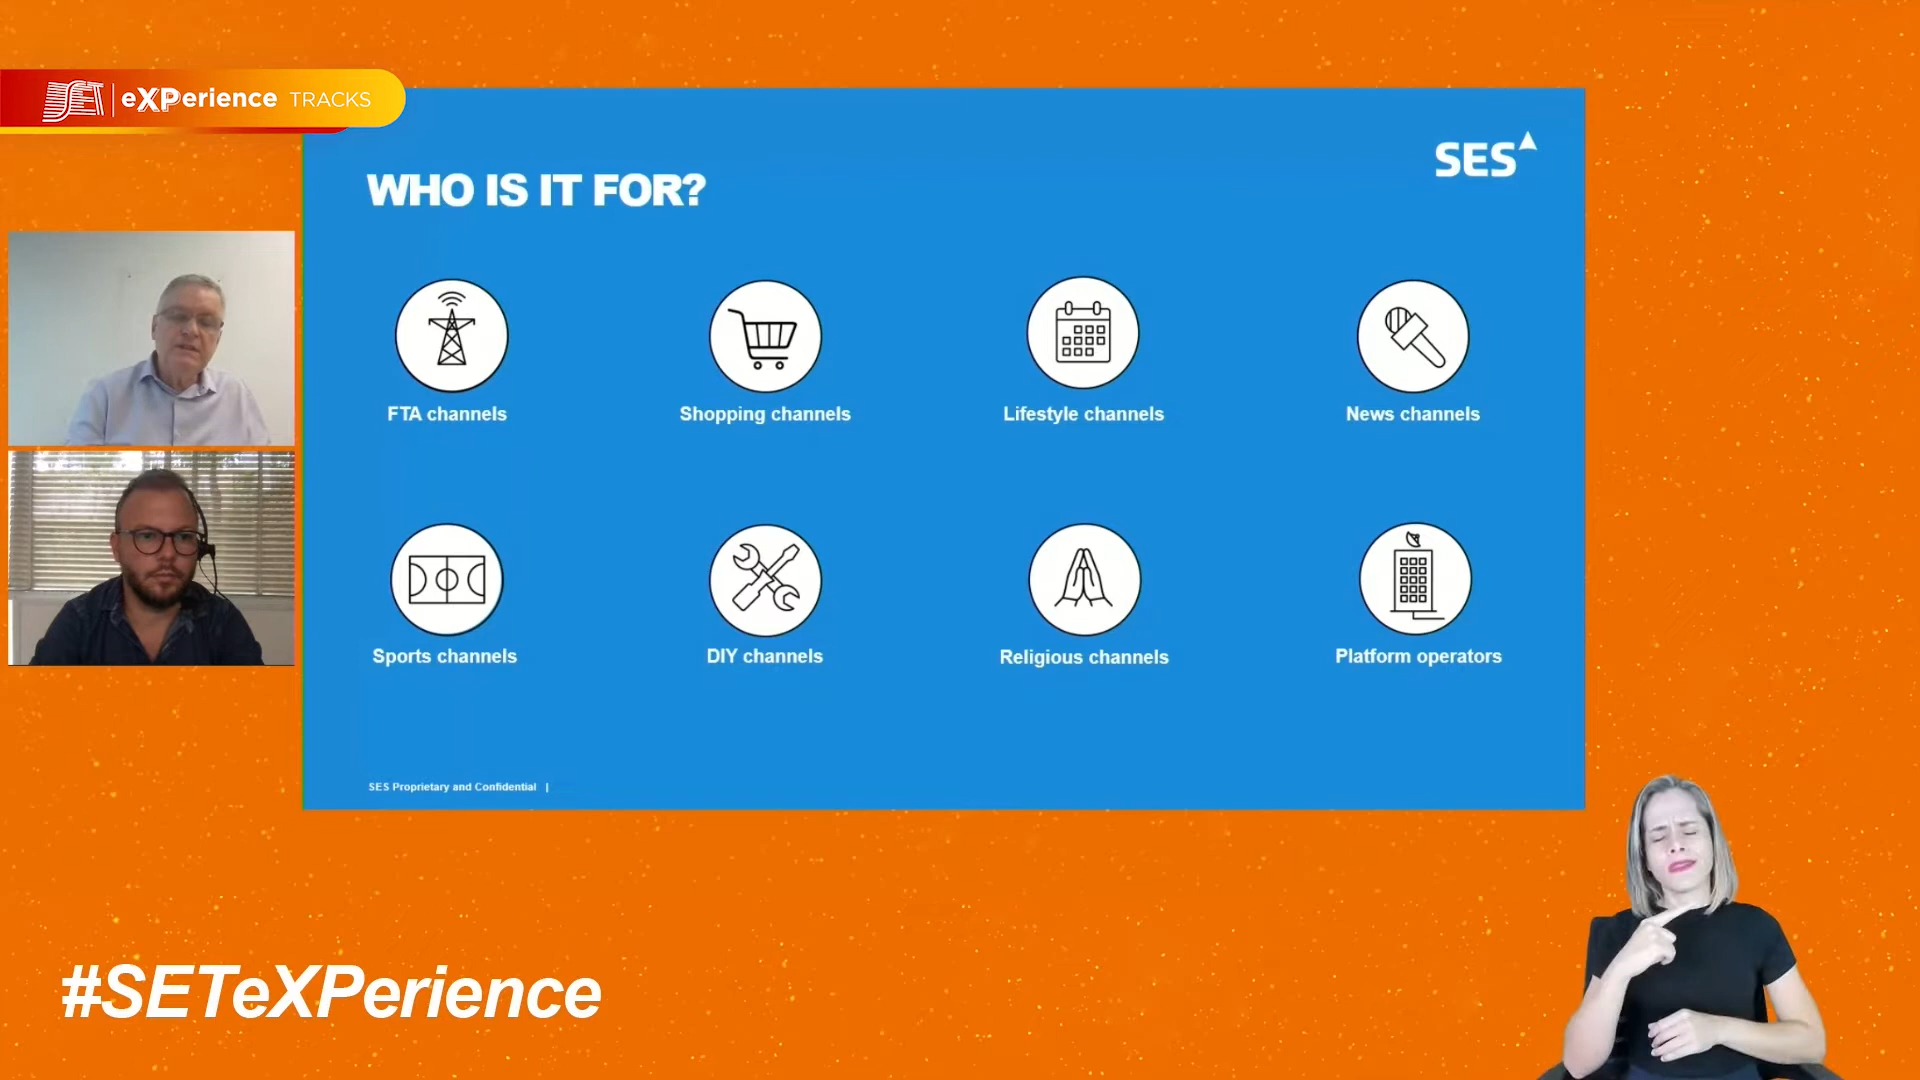 SET eXPerience TRACKS
SES
WHO IS IT FOR?
FTA channels
Shopping channels
Lifestyle channels
News channels
Sports channels
DIY channels
Religious channels
Platform operators
SES Proprietary and Confidential |
#SETeXPerience